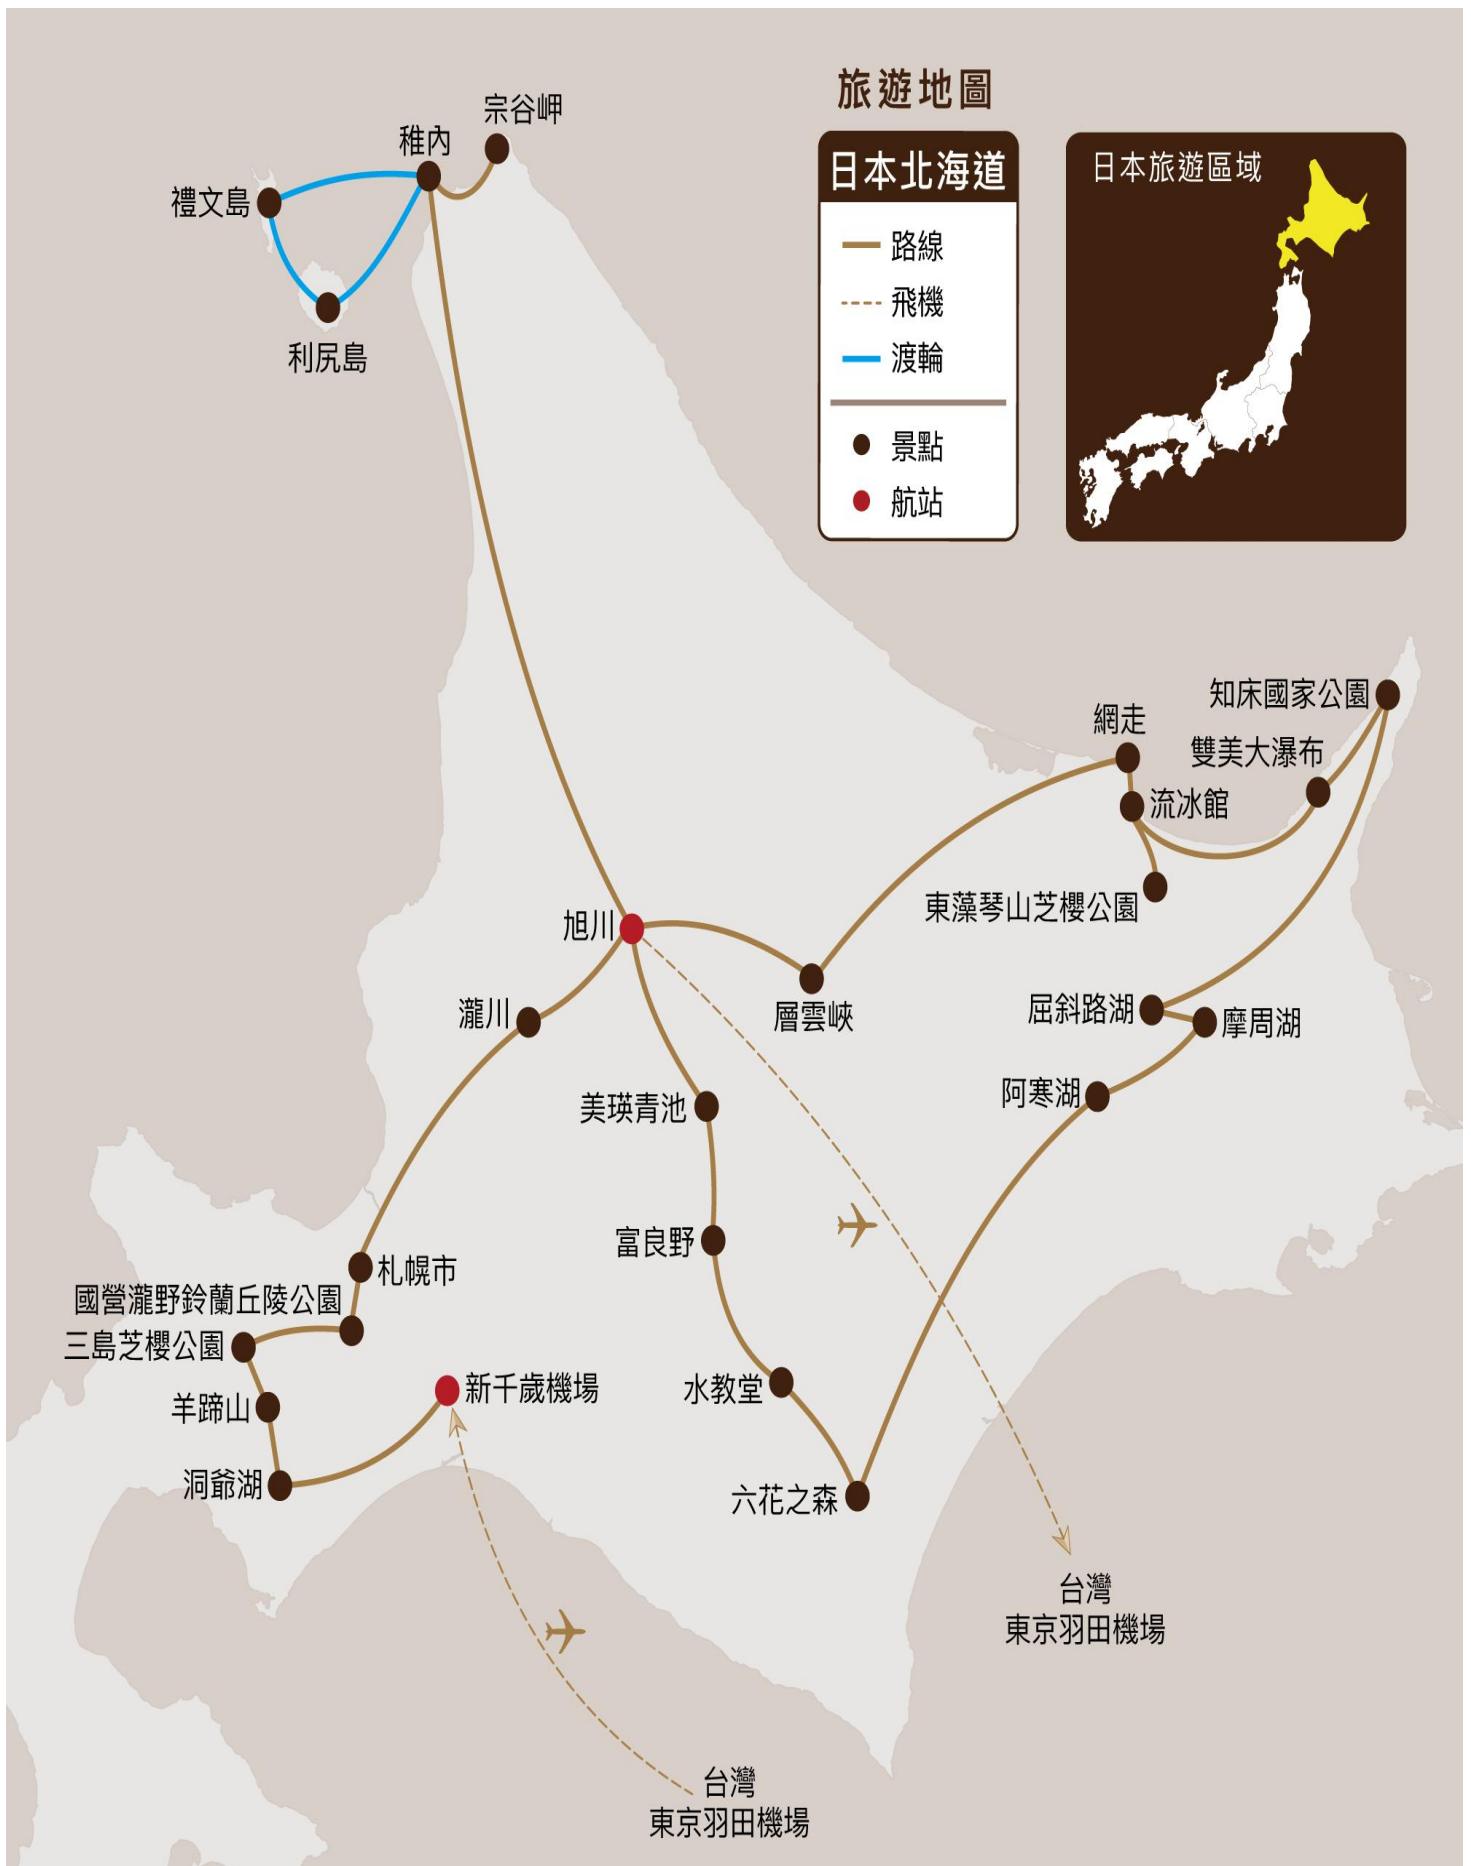 旅遊地圖
日本北海道
路線
飛機
渡輪
景點
航站
日本旅遊區域
宗谷岬
稚內
禮文島
利尻島
知床國家公園
網走
雙美大瀑布
流冰館
東藻琴山芝櫻公園
旭川
層雲峽
瀧川
屈斜路湖
摩周湖
阿寒湖
美瑛青池
富良野
札幌市
國營瀧野鈴蘭丘陵公園
三島芝櫻公園
羊蹄山
新千歲機場
水教堂
洞爺湖
六花之森
台灣
東京羽田機場
台灣
東京羽田機場